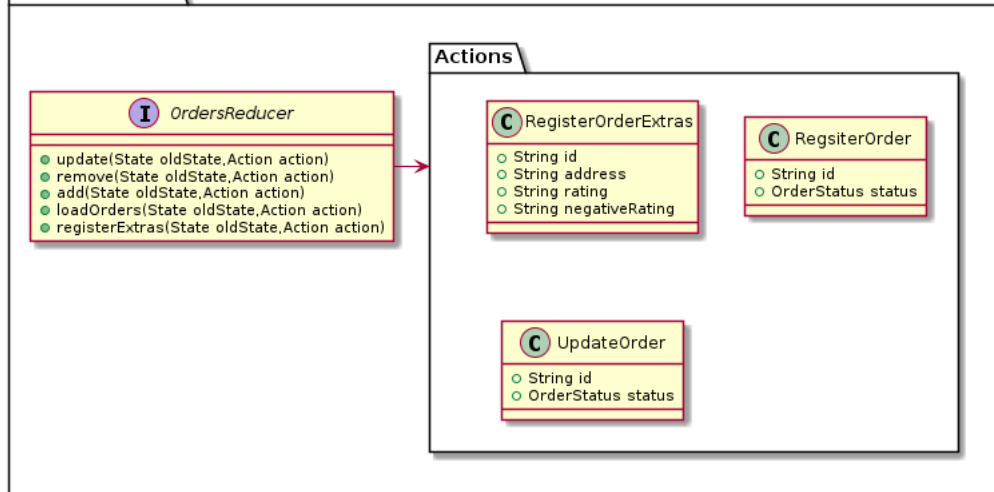 Actions
I OrdersReducer
update(State oldState,Action action)
remove(State oldState,Action action)
add(State oldState,Action action)
loadOrders(State oldState,Action action)
registerExtras(State oldState,Action action)
C RegisterOrderExtras
String id
String address
String rating
String negativeRating
C RegsiterOrder
String id
OrderStatus status
C UpdateOrder
String id
OrderStatus status